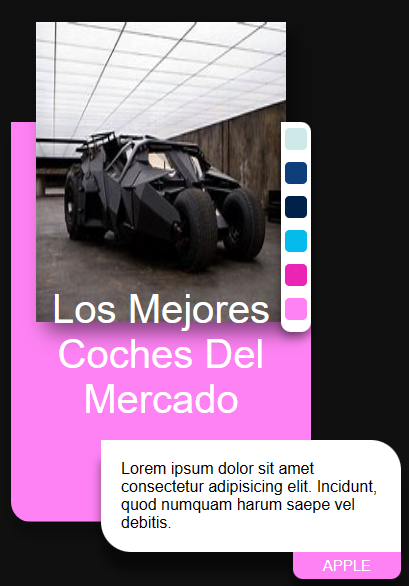 Los Mejores
Coches Del
Mercado
Lorem ipsum dolor sit amet
consectetur adipisicing elit. Incidunt,
quod numquam harum saepe vel
debitis.
APPLE